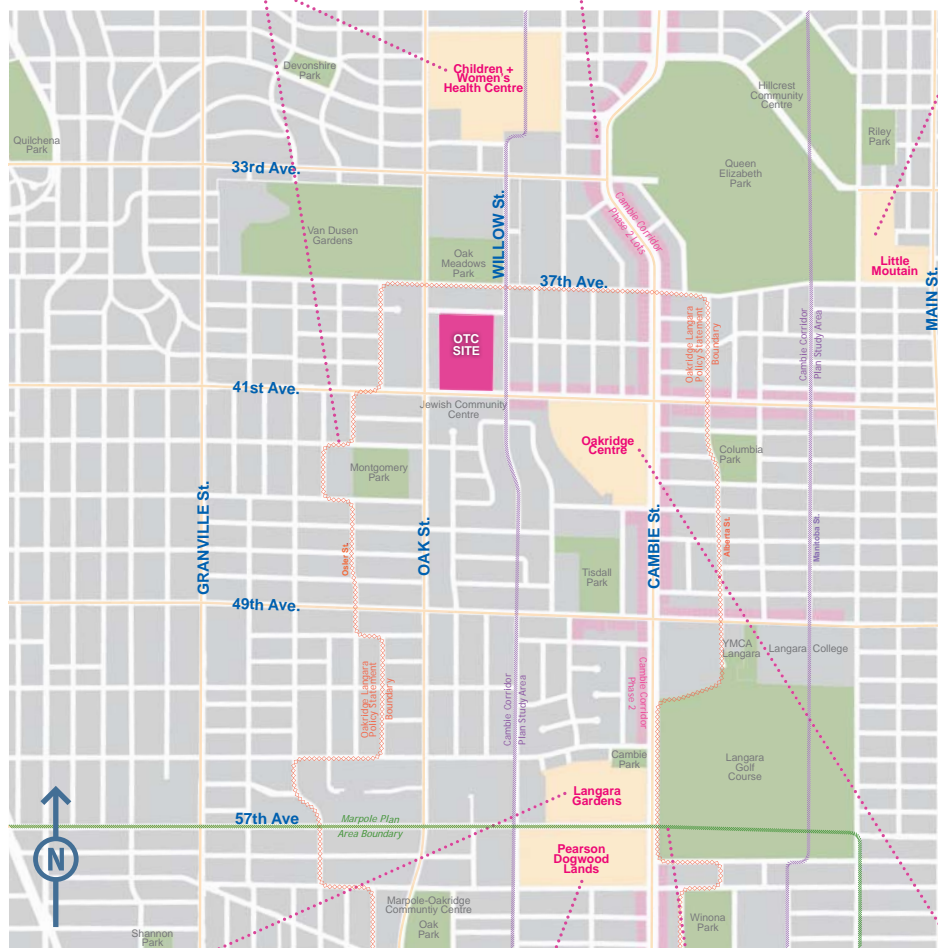 Devonshire
Park
Children +
Women's
Health Centre
Hillcrest
Community
Centre
Quilchena
Park
Riley
Park
33rd Ave.
Queen
Elizabeth
Park
WILLOW St.
Cambie Corridor
Phase 2 Lots
Van Dusen
Gardens
Oak
Meadows
Park
Little
Moutain
37th Ave.
MAIN St.
OTC
SITE
Oakridge Langara
Policy Statement
Boundary
Cambie Corridor
Plan Study Area
41st Ave.
Jewish Community
Centre
Oakridge
Centre
Columbia
Park
Montgomery
Park
GRANVILLE St.
OAK St.
CAMBIE St.
Osler St.
Alberta St.
Manitoba St.
Tisdall
Park
49th Ave.
YMCA
Langara
Langara College
Oakridge Langara
Policy Statement
Boundary
Cambie Corridor
Plan Study Area
Cambie Corridor
Phase 2
Cambie
Park
Langara
Golf
Course
Langara
Gardens
57th Ave
Marpole Plan
Area Boundary
N
Pearson
Dogwood
Lands
Marpole-Oakridge
Communtiy Centre
Oak
Park
Winona
Park
Shannon
Park